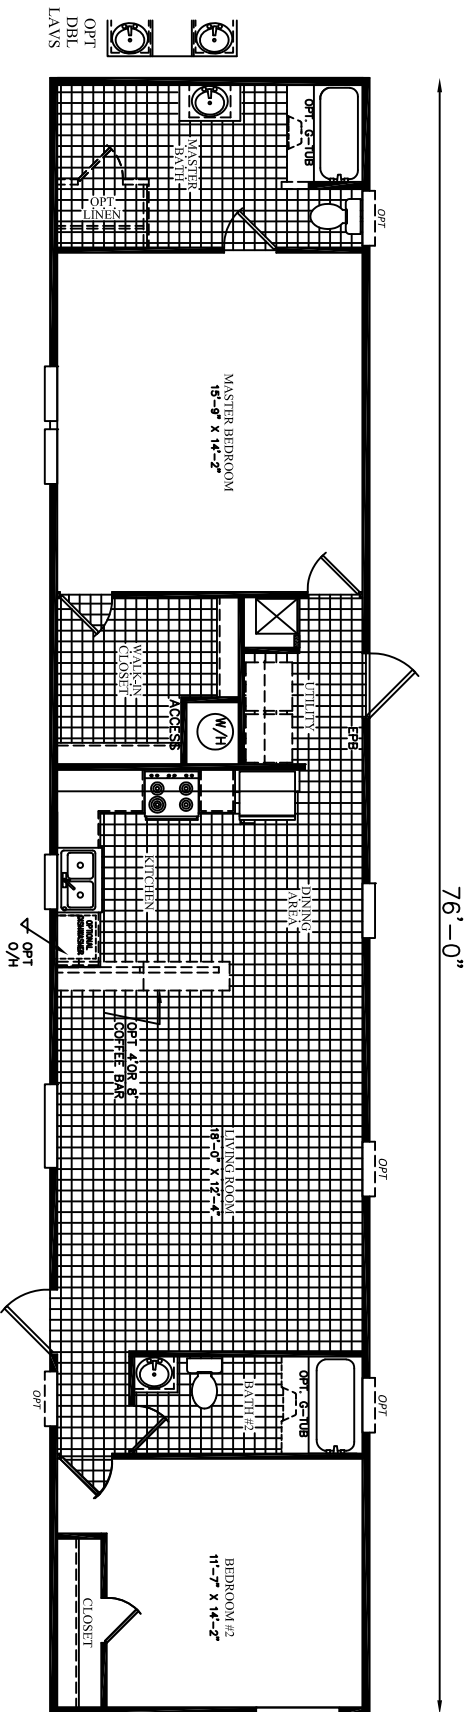 76'-0"
OPT
DBL
LAVS
OPT. G-TUB
MASTER
BATH
OPT
LINEN
OPT
MASTER BEDROOM
15'-9" X 14'-2"
WALK-IN
CLOSET
ACCESS
W/H
UTILITY
EPB
KITCHEN
DINING
AREA
OPTIONAL
DISHWASHER
OPT
O/H
OPT 4'OR 8'
COFFEE BAR
LIVING ROOM
18'-0" X 12'-4"
OPT
OPT. G-TUB
BATH #2
OPT
OPT
BEDROOM #2
11'-7" X 14'-2"
CLOSET